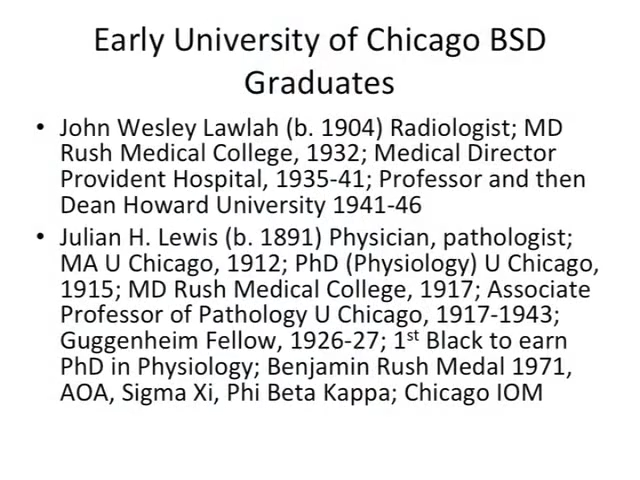 Early University of Chicago BSD
Graduates
• John Wesley Lawlah (b. 1904) Radiologist; MD
Rush Medical College, 1932; Medical Director
Provident Hospital, 1935-41; Professor and then
Dean Howard University 1941-46
• Julian H. Lewis (b. 1891) Physician, pathologist;
MA U Chicago, 1912; PhD (Physiology) U Chicago,
1915; MD Rush Medical College, 1917; Associate
Professor of Pathology U Chicago, 1917-1943;
Guggenheim Fellow, 1926-27; 1st Black to earn
PhD in Physiology; Benjamin Rush Medal 1971,
AOA, Sigma Xi, Phi Beta Kappa; Chicago IOM